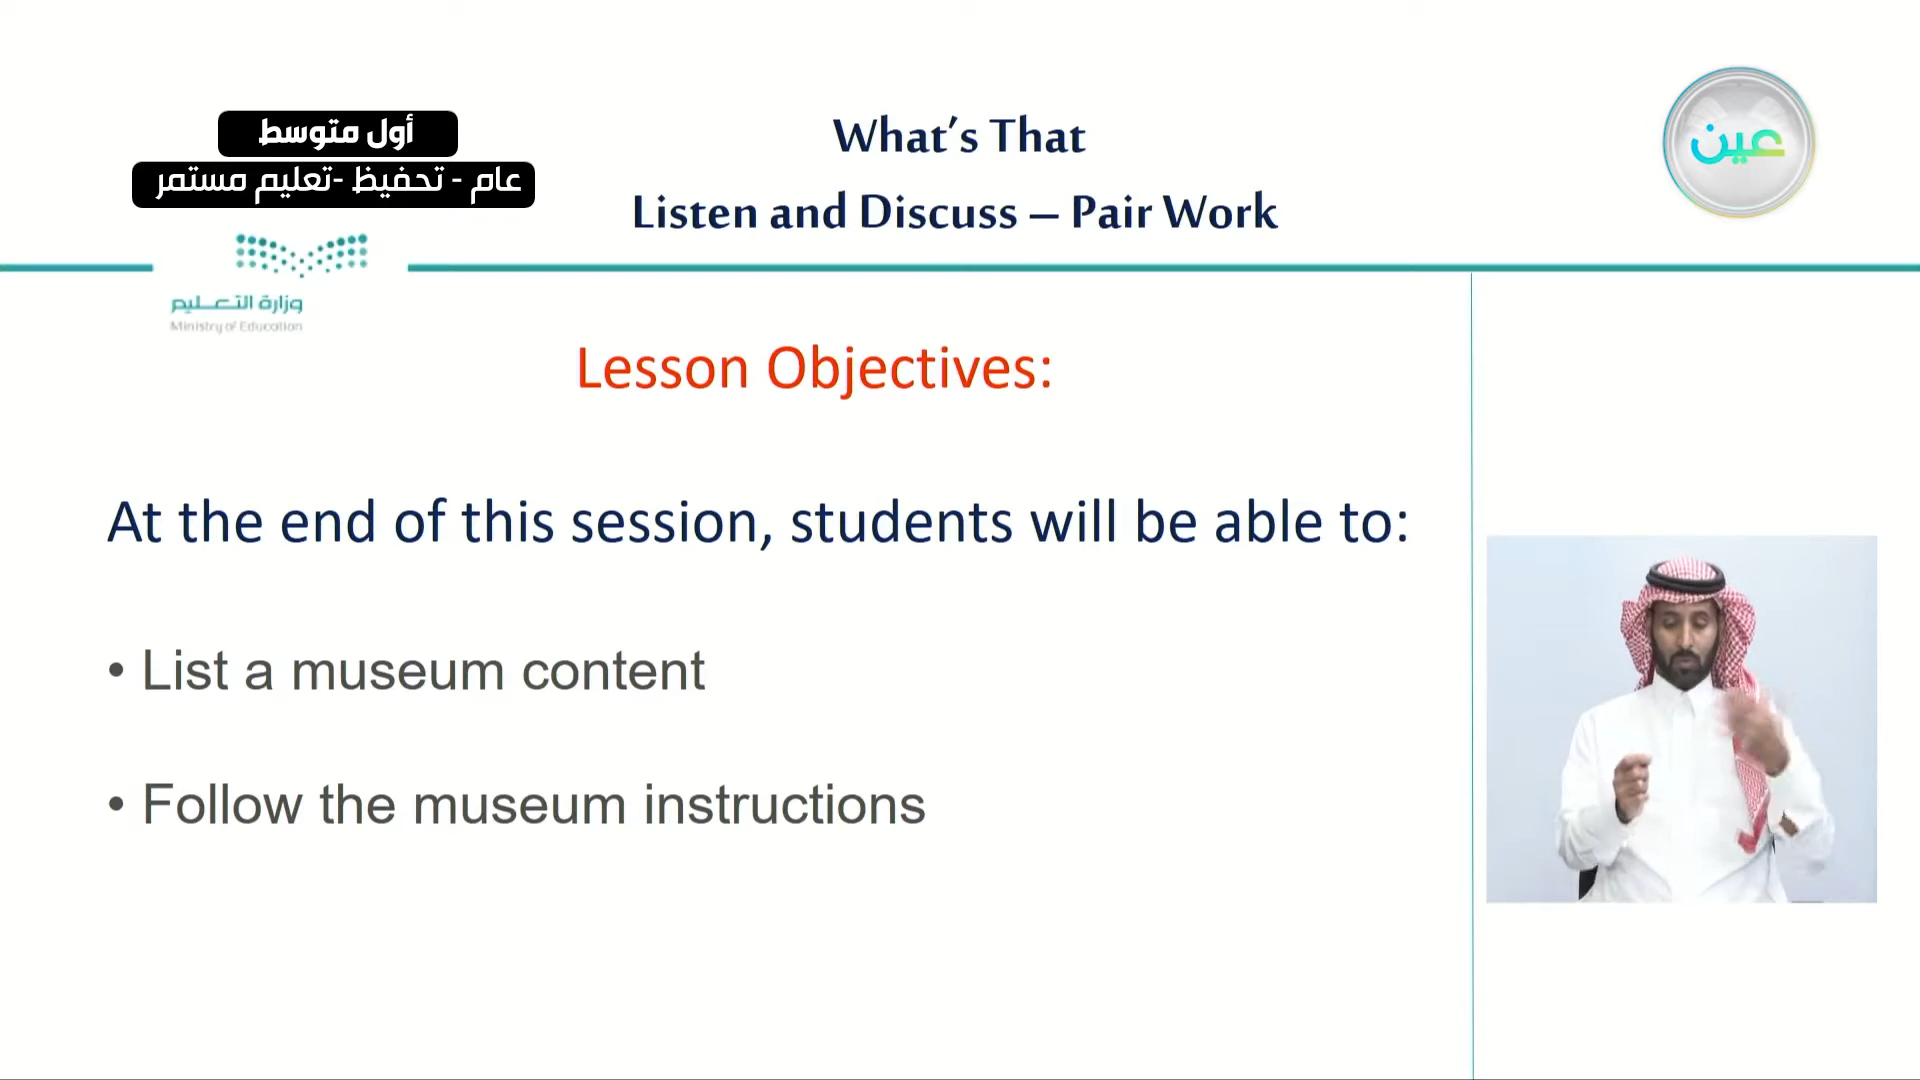 What's That
Listen and Discuss – Pair Work
أول متوسط
عام - تحفيظ -تعليم مستمر
عين
وزارة التعـــليم
Ministry of Education
Lesson Objectives:
At the end of this session, students will be able to:
• List a museum content
• Follow the museum instructions